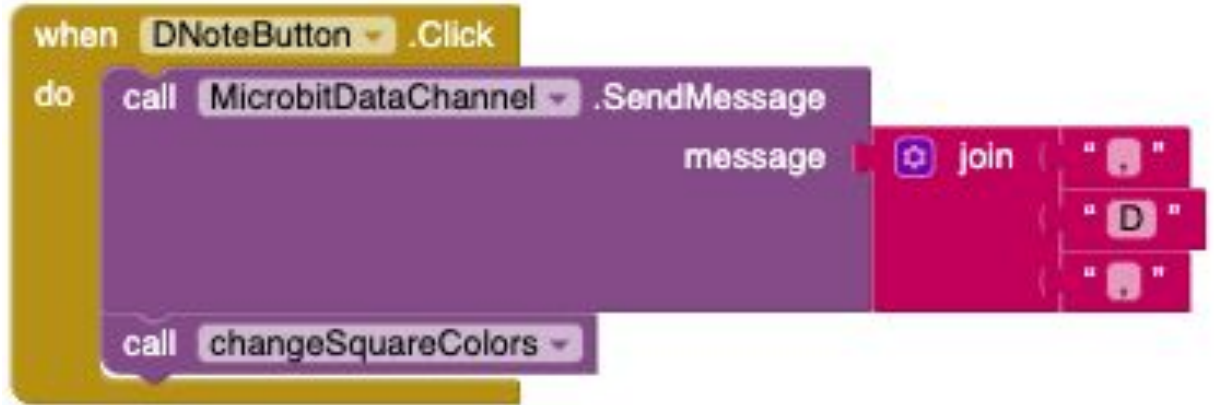 when DNoteButton .Click
do call MicrobitDataChannel .SendMessage
message join " , "
" D "
" , "
call changeSquareColors